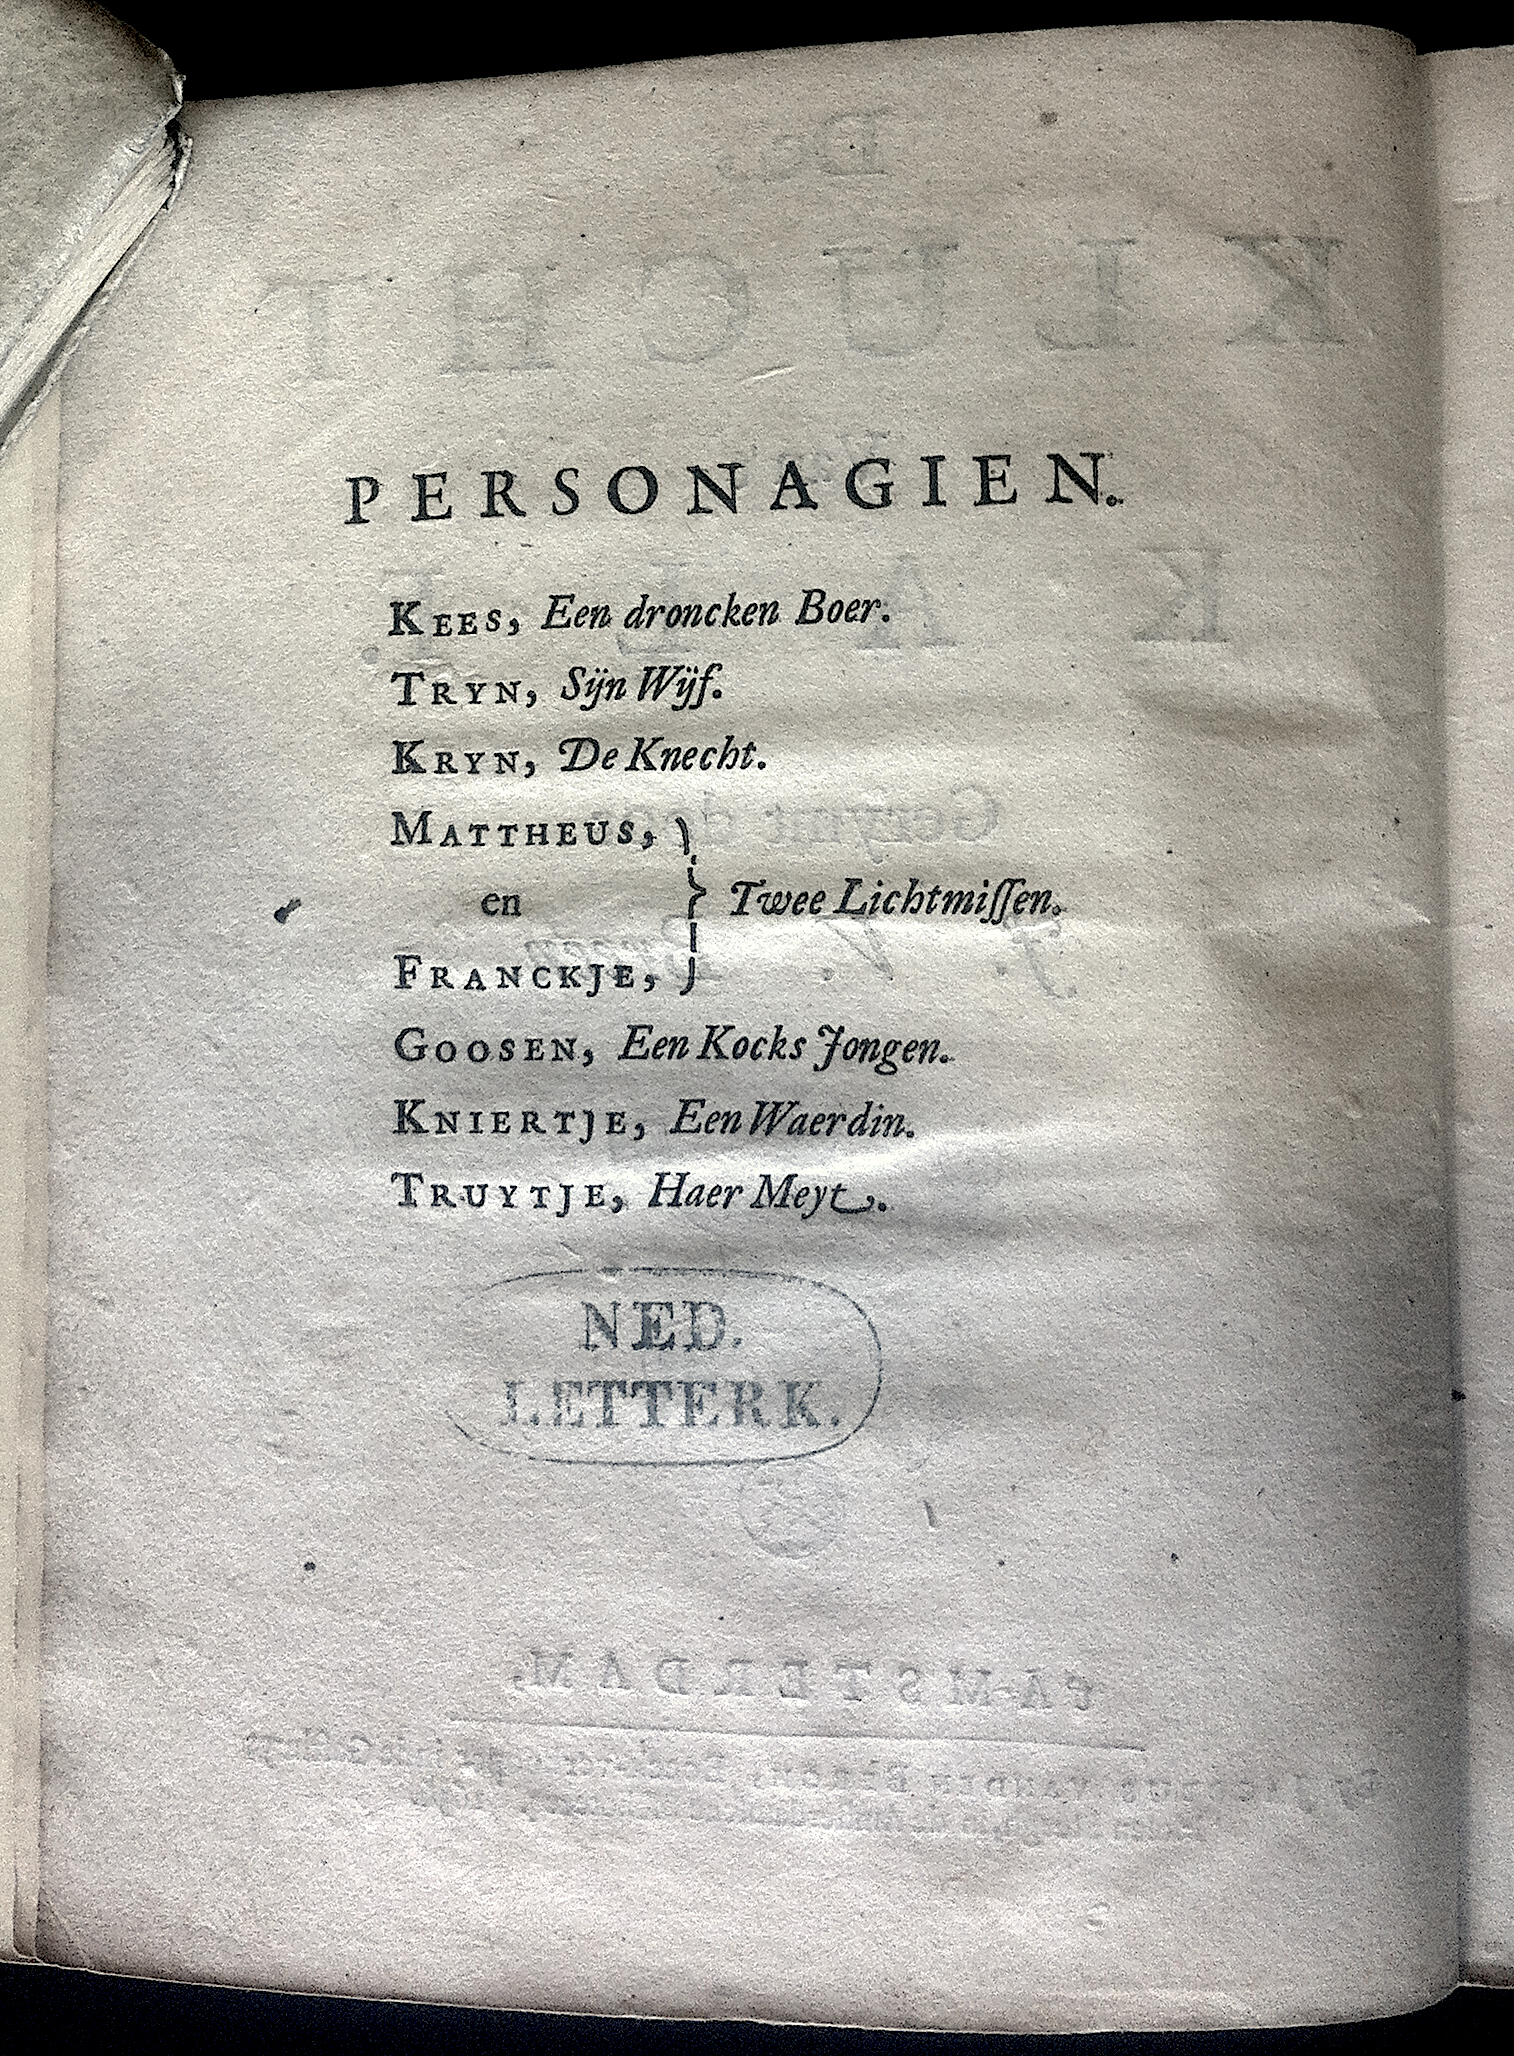 PERSONAGIEN.
KEES, Een droncken Boer.
TRYN, Sijn Wijf.
KRYN, De Knecht.
MATTHEUS,
en } Twee Lichtmiſſen.
FRANCKJE,
GOOSEN, Een Kocks Jongen.
KNIERTJE, Een Waerdin.
TRUYTJE, Haer Meyt.
NED.
LETTERK.